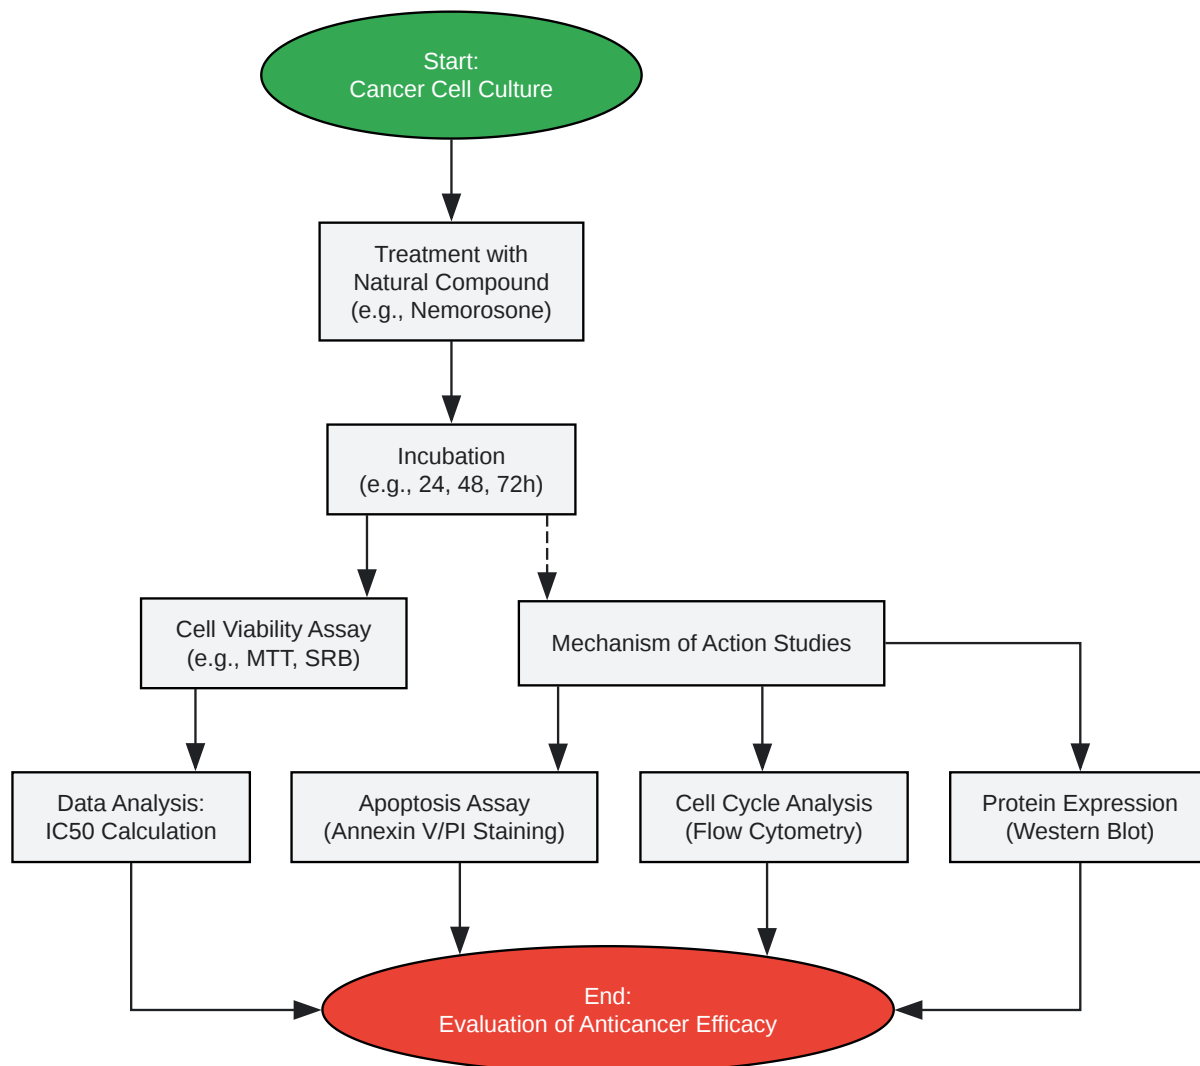 Start:
Cancer Cell Culture
Treatment with
Natural Compound
(e.g., Nemorosone)
Incubation
(e.g., 24, 48, 72h)
Cell Viability Assay
(e.g., MTT, SRB)
Mechanism of Action Studies
Data Analysis:
IC50 Calculation
Apoptosis Assay
(Annexin V/PI Staining)
Cell Cycle Analysis
(Flow Cytometry)
Protein Expression
(Western Blot)
End:
Evaluation of Anticancer Efficacy